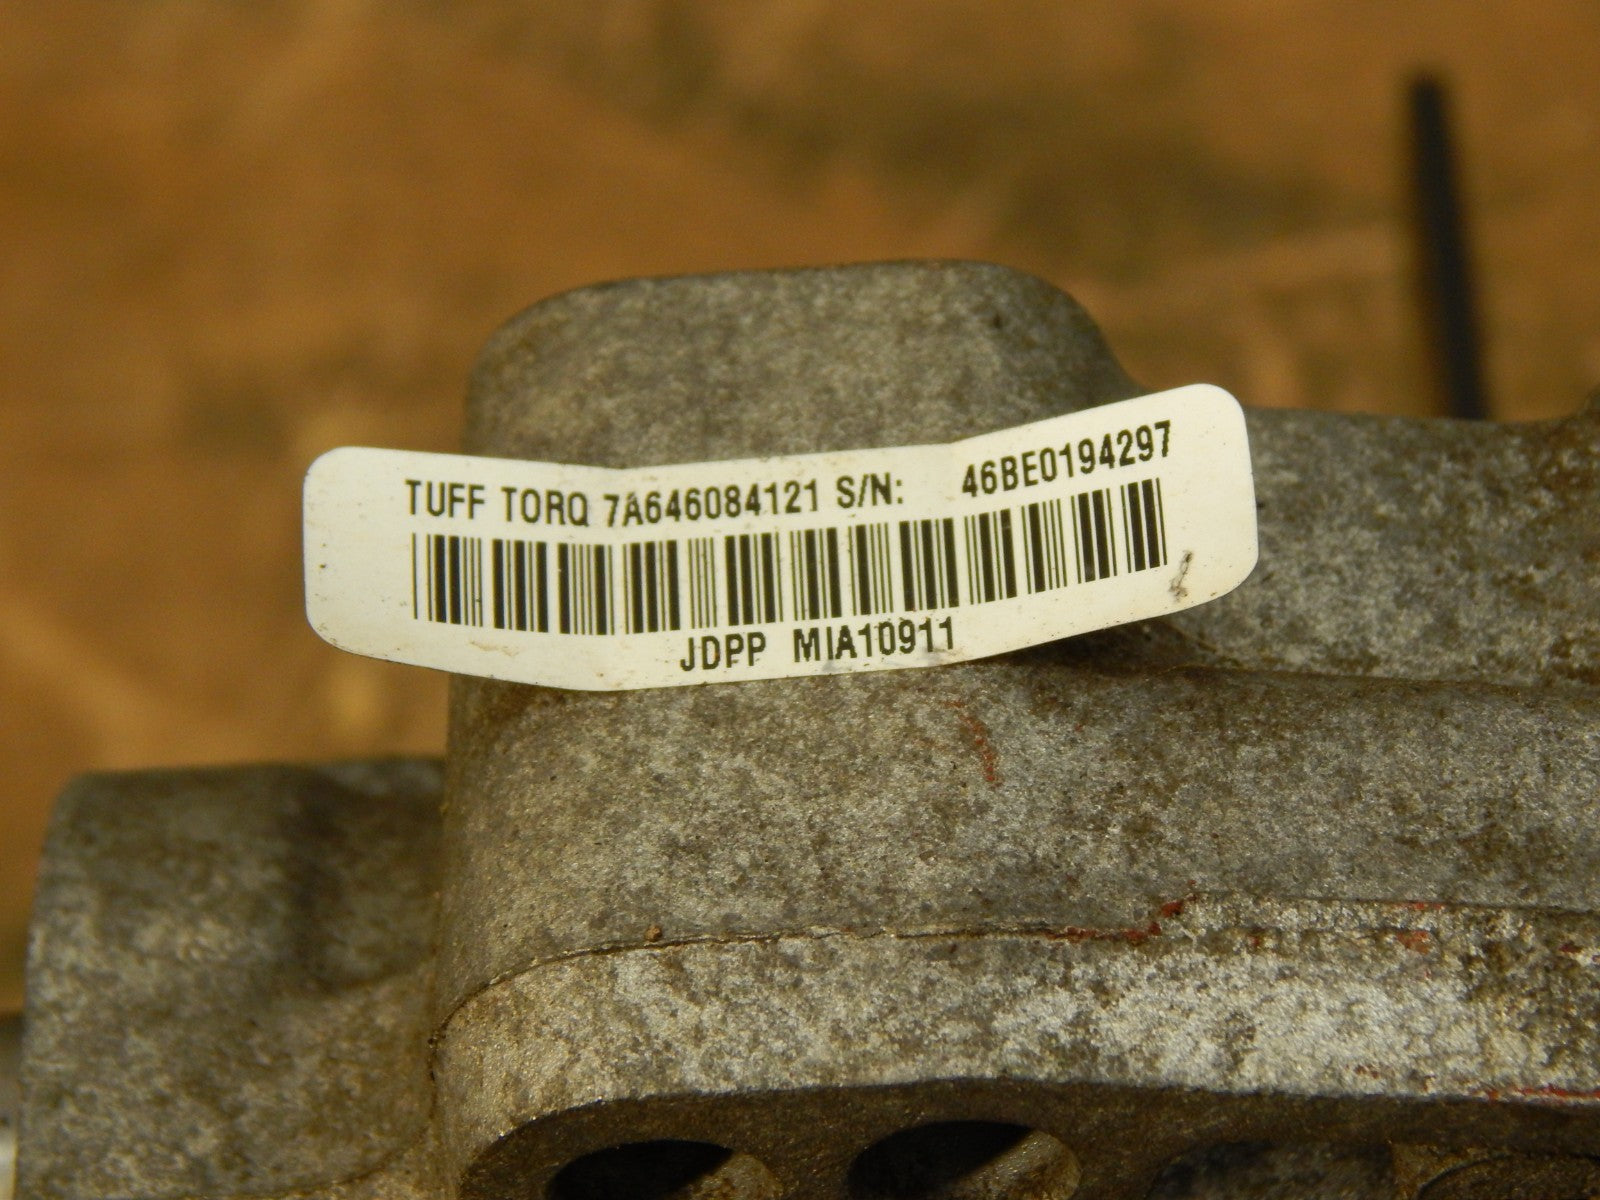 TUFF TORQ 7A646084121 S/N: 46BE0194297
JDPP MIA10911